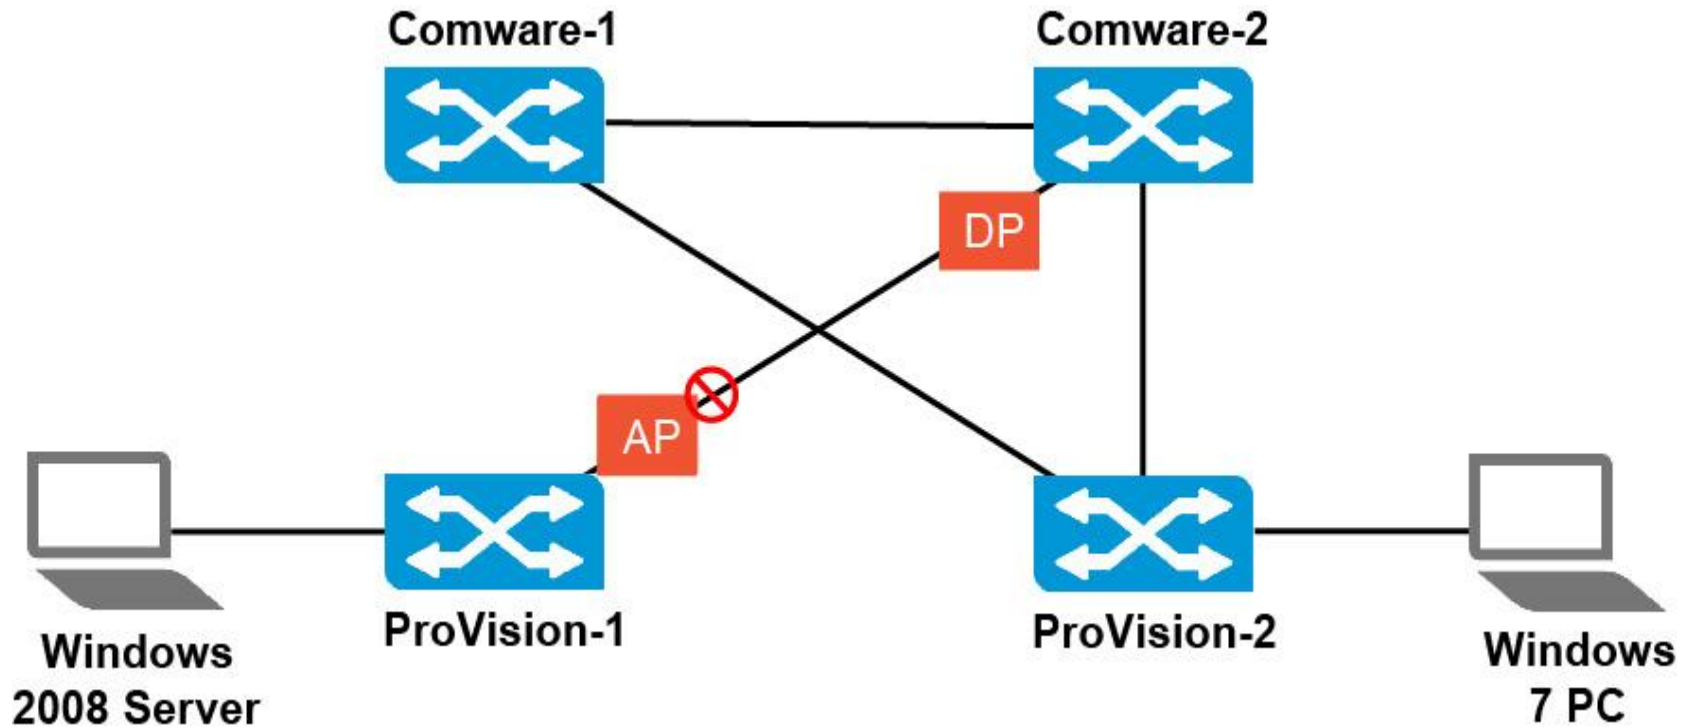 Comware-1
Comware-2
DP
AP
ProVision-1
ProVision-2
Windows
2008 Server
Windows
7 PC